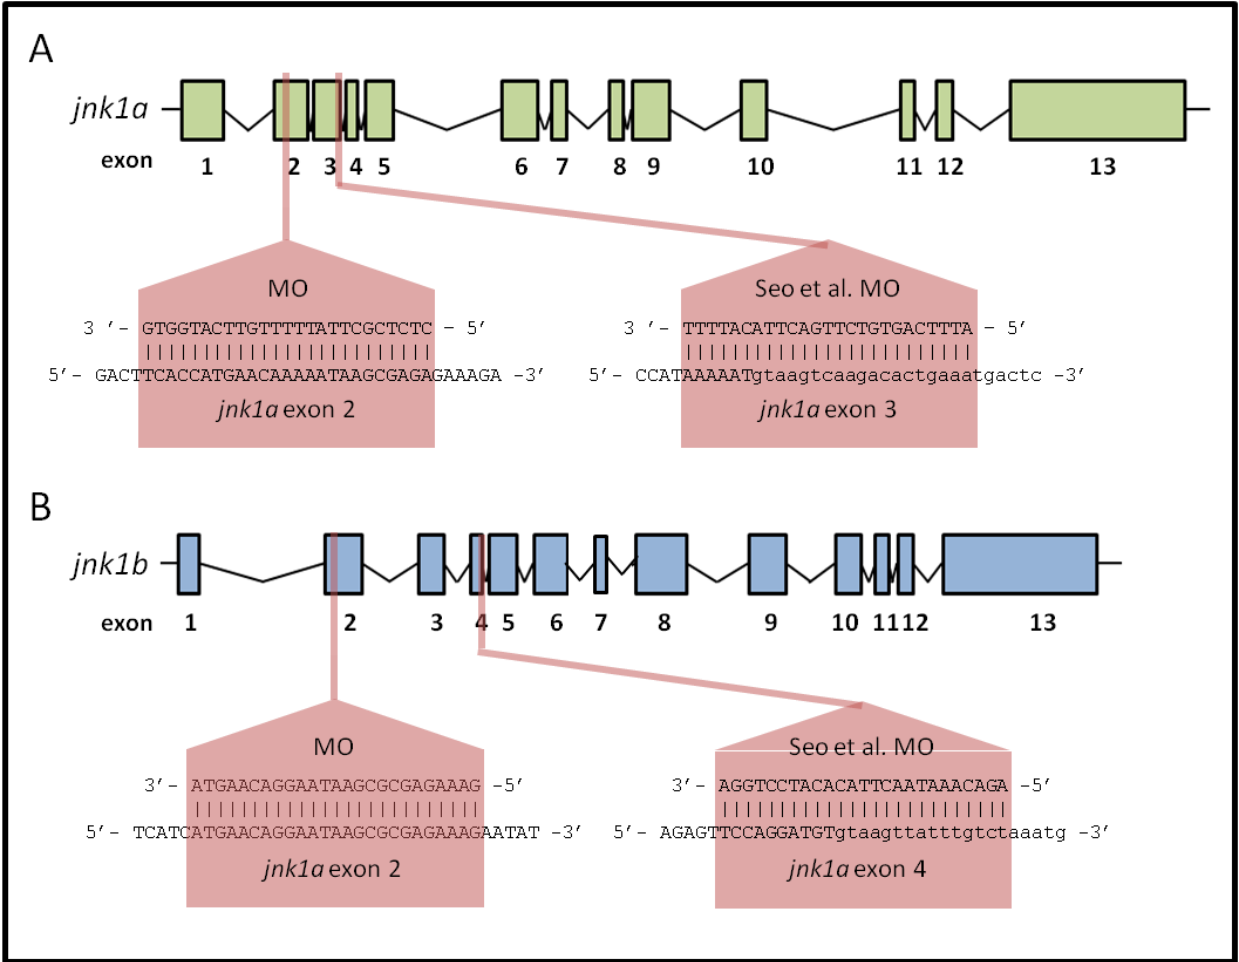 A
jnk1a
exon 1 2 3 4 5 6 7 8 9 10 11 12 13
MO
3 '- GTGGTACTTGTTTTTATTCGCTCTC - 5'
5'- GACTTCACCATGAACAAAAATAAGCGAGAGAAAGA -3'
jnk1a exon 2
Seo et al. MO
3 '- TTTTACATTCAGTTCTGTGACTTTA - 5'
5'- CCATAAAAATgtaagtcaagacactgaaatgactc -3'
jnk1a exon 3
B
jnk1b
exon 1 2 3 4 5 6 7 8 9 10 11 12 13
MO
3'- ATGAACAGGAATAAGCGCGAGAAAG -5'
5'- TCATCATGAACAGGAATAAGCGCGAGAAAGAATAT -3'
jnk1a exon 2
Seo et al. MO
3'- AGGTCCTACACATTCAATAAACAGA -5'
5'- AGAGTTCCAGGATGTgtaagttatttgtctaaatg -3'
jnk1a exon 4